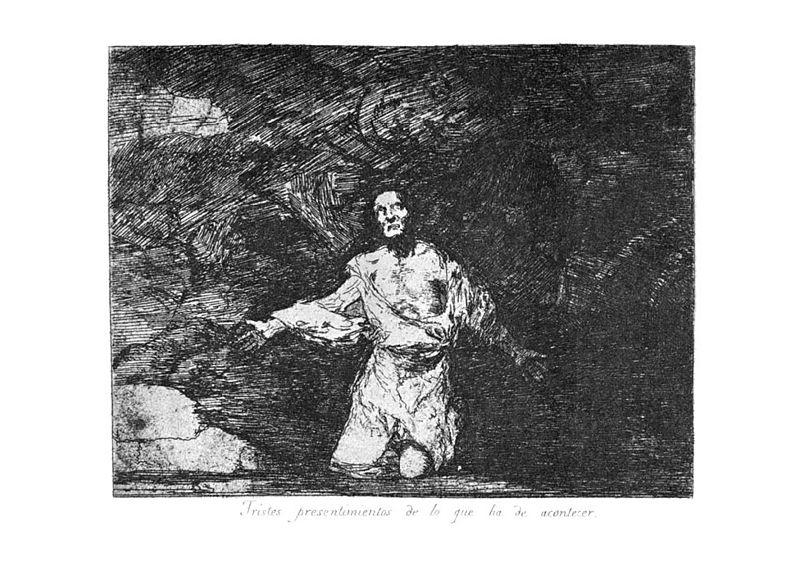 Tristes presentimientos de lo que ha de acontecer.